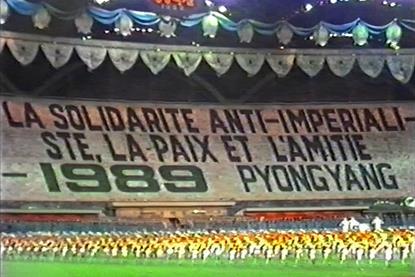 LA SOLIDARITE ANTI-IMPERIALI-
STE, LA PAIX ET L'AMITIE
- 1989 PYONGYANG